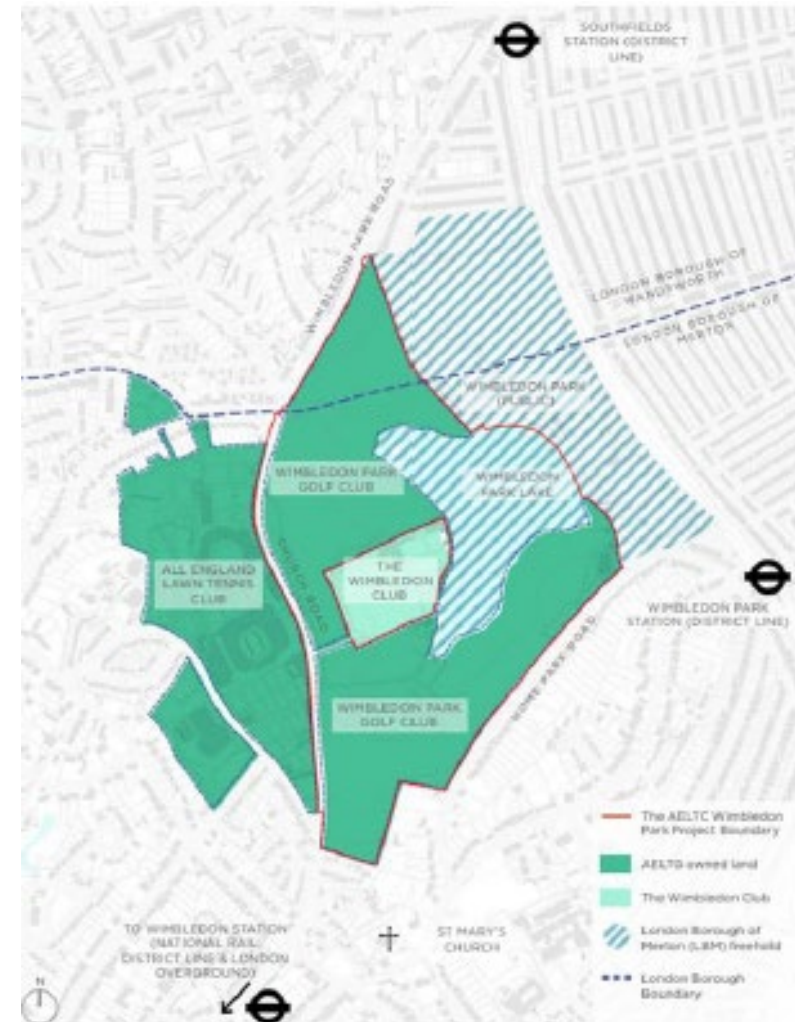 SOUTHFIELDS
STATION (DISTRICT
LINE)
WIMBLEDON PARK ROAD
LONDON BOROUGH OF
WANDSWORTH
LONDON BOROUGH OF
MERTON
WIMBLEDON PARK
(PUBLIC)
WIMBLEDON PARK
GOLF CLUB
WIMBLEDON
PARK LAKE
ALL ENGLAND
LAWN TENNIS
CLUB
CHURCH ROAD
THE
WIMBLEDON
CLUB
WIMBLEDON PARK
STATION (DISTRICT LINE)
HOME PARK ROAD
WIMBLEDON PARK
GOLF CLUB
The AELTC Wimbledon
Park Project Boundary
AELTC owned land
The Wimbledon Club
London Borough of
Merton (LBM) freehold
London Borough
Boundary
TO WIMBLEDON STATION
(NATIONAL RAIL,
DISTRICT LINE & LONDON
OVERGROUND)
ST MARY'S
CHURCH
N